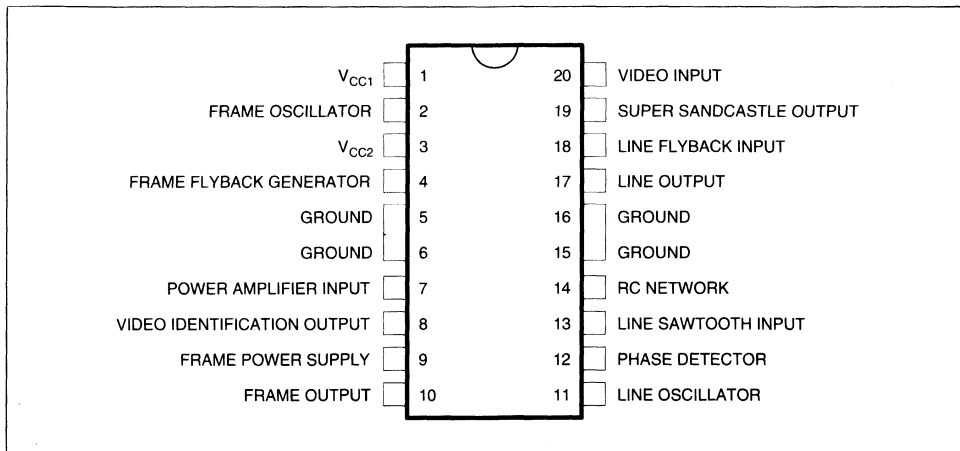 V_CC1 1 20 VIDEO INPUT
FRAME OSCILLATOR 2 19 SUPER SANDCASTLE OUTPUT
V_CC2 3 18 LINE FLYBACK INPUT
FRAME FLYBACK GENERATOR 4 17 LINE OUTPUT
GROUND 5 16 GROUND
GROUND 6 15 GROUND
POWER AMPLIFIER INPUT 7 14 RC NETWORK
VIDEO IDENTIFICATION OUTPUT 8 13 LINE SAWTOOTH INPUT
FRAME POWER SUPPLY 9 12 PHASE DETECTOR
FRAME OUTPUT 10 11 LINE OSCILLATOR